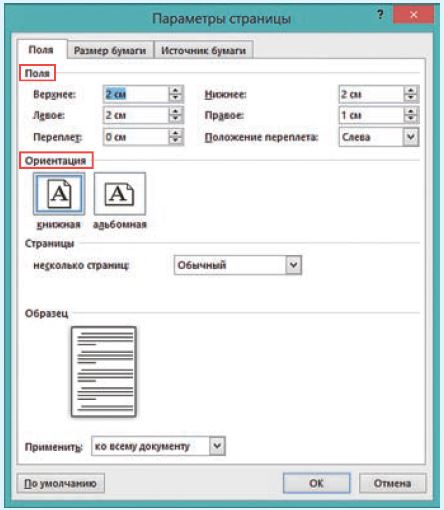 Параметры страницы ? ×
Поля Размер бумаги Источник бумаги
Поля
Верхнее: 2 см Нижнее: 2 см
Левое: 2 см Правое: 1 см
Переплет: 0 см Положение переплета: Слева
Ориентация
A A
книжная альбомная
Страницы
несколько страниц: Обычный
Образец
Применить: ко всему документу
По умолчанию ОК Отмена